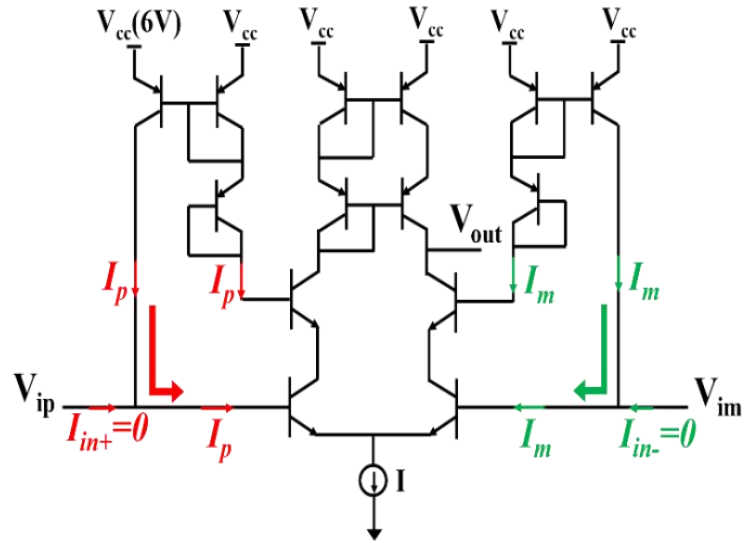 Vcc(6V) Vcc Vcc Vcc Vcc Vcc
Vout
Ip Ip Im Im
Vip Vim
Iin+=0 Ip Im Iin-=0
I